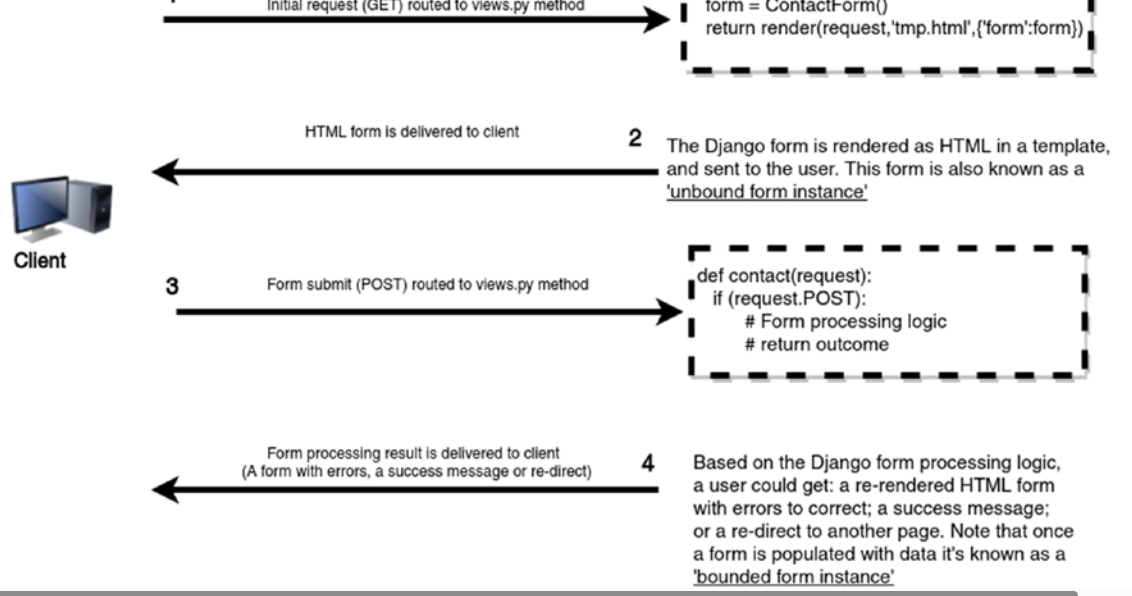 Initial request (GET) routed to views.py method
form = ContactForm()
return render(request,'tmp.html',{'form':form})
HTML form is delivered to client
2
The Django form is rendered as HTML in a template,
and sent to the user. This form is also known as a
'unbound form instance'
Client
3
Form submit (POST) routed to views.py method
def contact(request):
if (request.POST):
# Form processing logic
# return outcome
Form processing result is delivered to client
(A form with errors, a success message or re-direct)
4
Based on the Django form processing logic,
a user could get: a re-rendered HTML form
with errors to correct; a success message;
or a re-direct to another page. Note that once
a form is populated with data it's known as a
'bounded form instance'